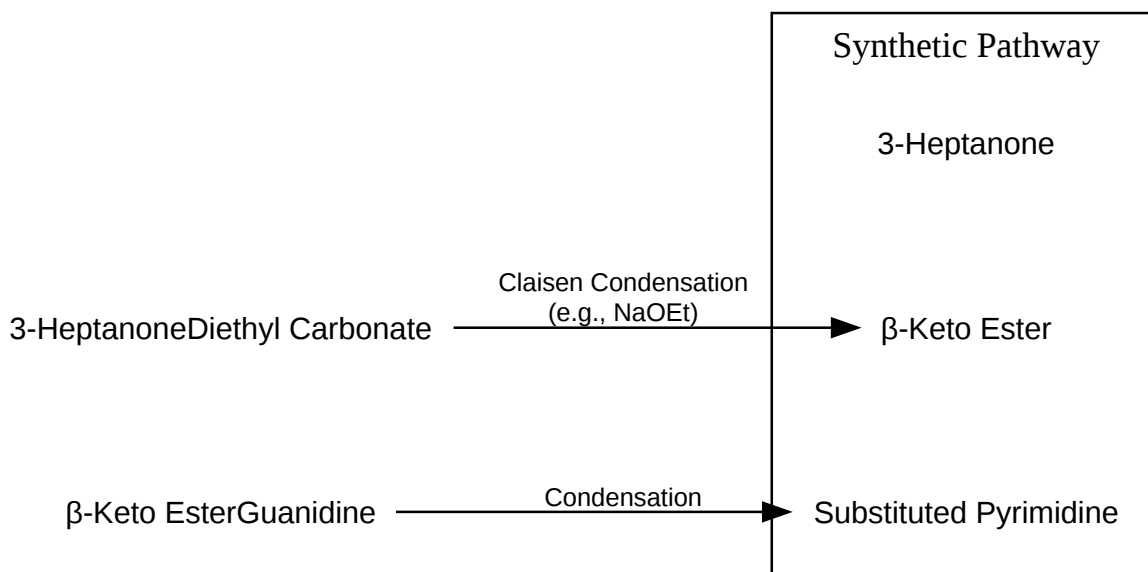 Synthetic Pathway
3-Heptanone
Claisen Condensation
(e.g., NaOEt)
3-HeptanoneDiethyl Carbonate
β-Keto Ester
β-Keto EsterGuanidine
Condensation
Substituted Pyrimidine